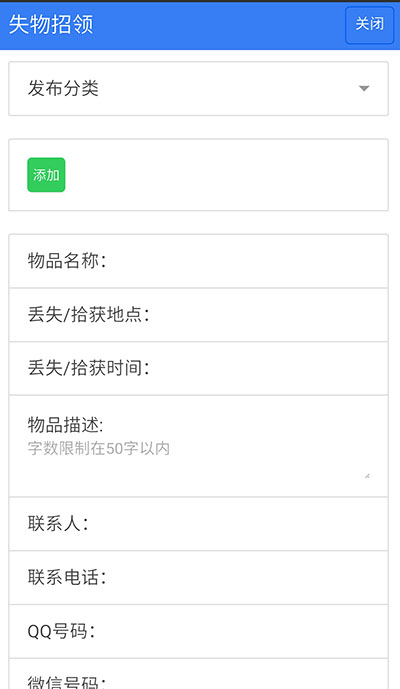 失物招领
关闭
发布分类
添加
物品名称：
丢失/拾获地点：
丢失/拾获时间：
物品描述:
字数限制在50字以内
联系人：
联系电话：
QQ号码：
微信号码：